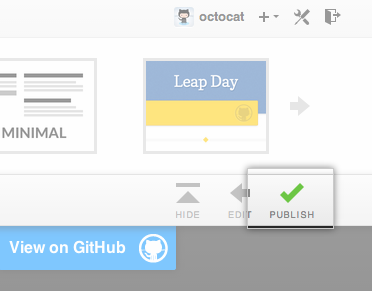 octocat
MINIMAL
Leap Day
HIDE
EDIT
PUBLISH
View on GitHub